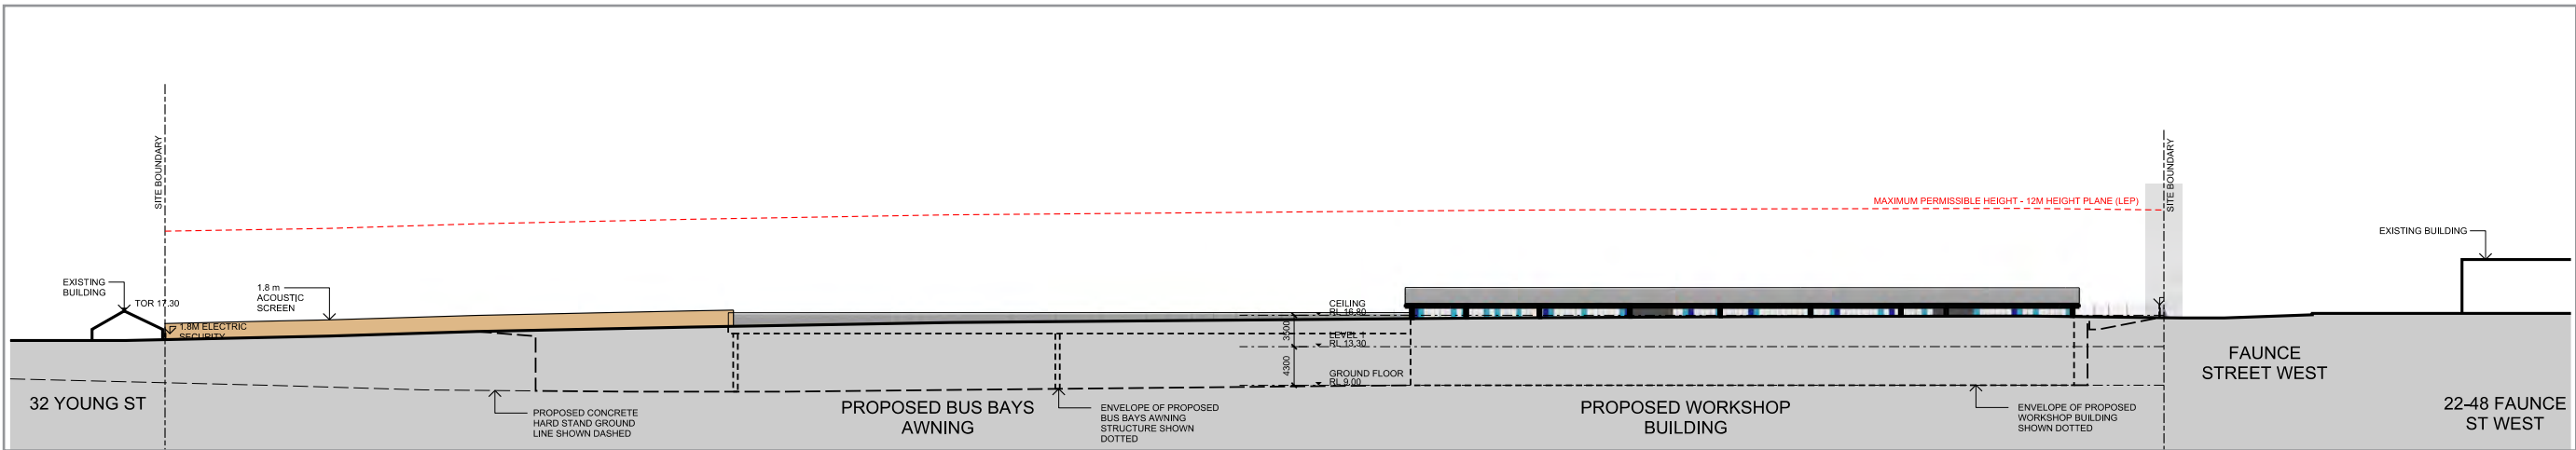 SITE BOUNDARY
SITE BOUNDARY
MAXIMUM PERMISSIBLE HEIGHT - 12M HEIGHT PLANE (LEP)
EXISTING BUILDING
EXISTING
BUILDING
TOR 17.30
1.8 m
ACOUSTIC
SCREEN
1.8M ELECTRIC
SECURITY
CEILING
RL 16.80
3500
LEVEL 1
RL 13.30
4300
GROUND FLOOR
RL 9.00
FAUNCE
STREET WEST
32 YOUNG ST
PROPOSED CONCRETE
HARD STAND GROUND
LINE SHOWN DASHED
PROPOSED BUS BAYS
AWNING
ENVELOPE OF PROPOSED
BUS BAYS AWNING
STRUCTURE SHOWN
DOTTED
PROPOSED WORKSHOP
BUILDING
ENVELOPE OF PROPOSED
WORKSHOP BUILDING
SHOWN DOTTED
22-48 FAUNCE
ST WEST